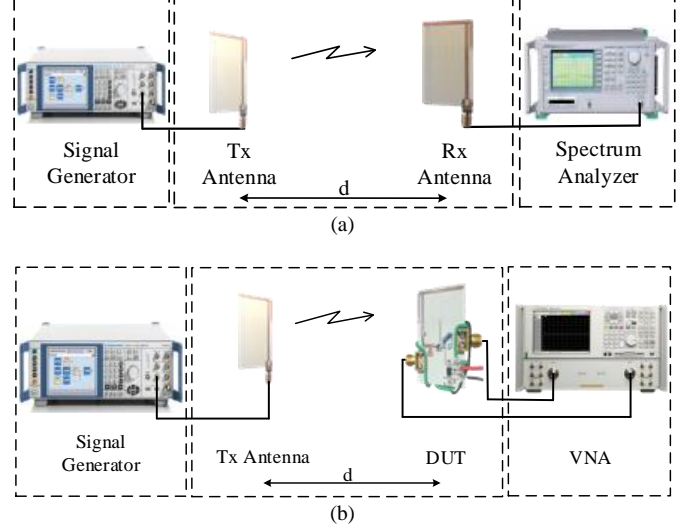 Signal
Generator
Tx
Antenna
Rx
Antenna
Spectrum
Analyzer
d
(a)
Signal
Generator
Tx Antenna
DUT
VNA
d
(b)